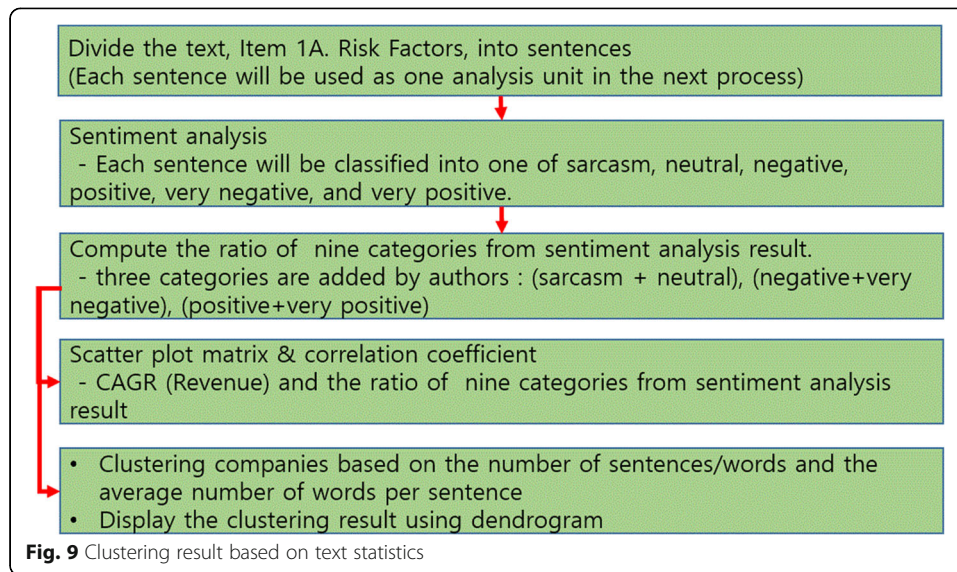 Divide the text, Item 1A. Risk Factors, into sentences
(Each sentence will be used as one analysis unit in the next process)
Sentiment analysis
- Each sentence will be classified into one of sarcasm, neutral, negative,
positive, very negative, and very positive.
Compute the ratio of nine categories from sentiment analysis result.
- three categories are added by authors : (sarcasm + neutral), (negative+very
negative), (positive+very positive)
Scatter plot matrix & correlation coefficient
- CAGR (Revenue) and the ratio of nine categories from sentiment analysis
result
• Clustering companies based on the number of sentences/words and the
average number of words per sentence
• Display the clustering result using dendrogram
Fig. 9 Clustering result based on text statistics